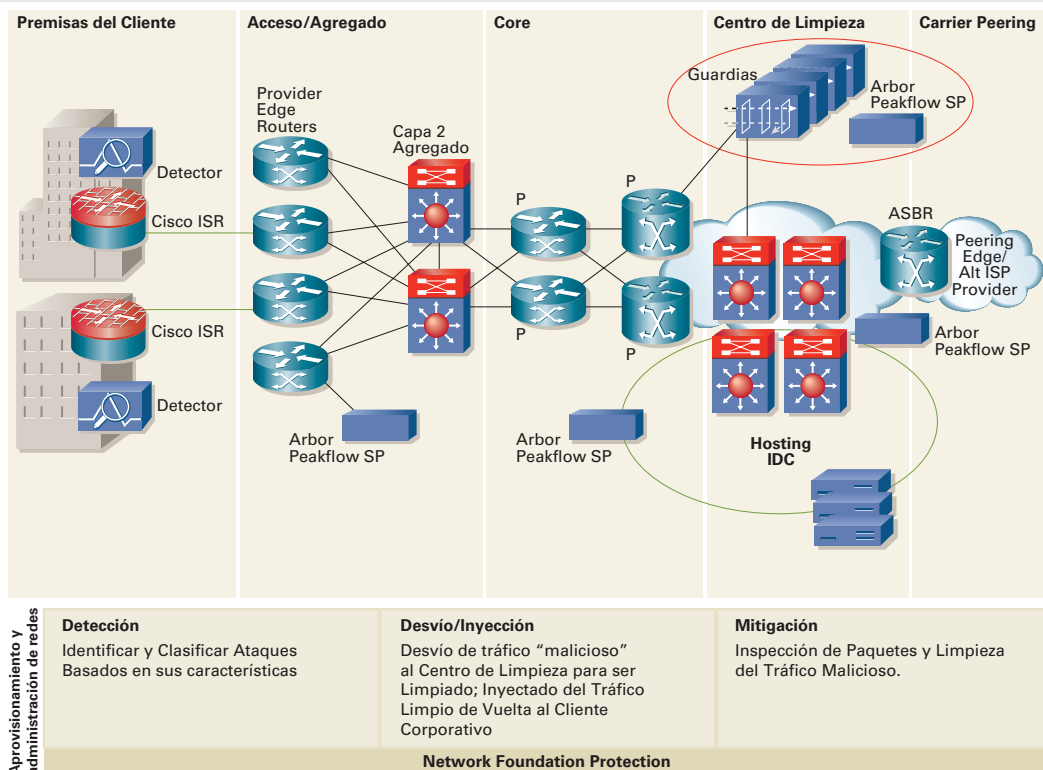 Premisas del Cliente
Acceso/Agregado
Core
Centro de Limpieza
Carrier Peering
Guardias
Arbor
Peakflow SP
Provider
Edge
Routers
Capa 2
Agregado
Detector
Cisco ISR
P
P
ASBR
Peering
Edge/
Alt ISP
Provider
Cisco ISR
P
P
Arbor
Peakflow SP
Detector
Arbor
Peakflow SP
Arbor
Peakflow SP
Hosting
IDC
Aprovisionamiento y
administración de redes
Detección
Identificar y Clasificar Ataques
Basados en sus características
Desvío/Inyección
Desvío de tráfico “malicioso”
al Centro de Limpieza para ser
Limpiado; Inyectado del Tráfico
Limpio de Vuelta al Cliente
Corporativo
Mitigación
Inspección de Paquetes y Limpieza
del Tráfico Malicioso.
Network Foundation Protection